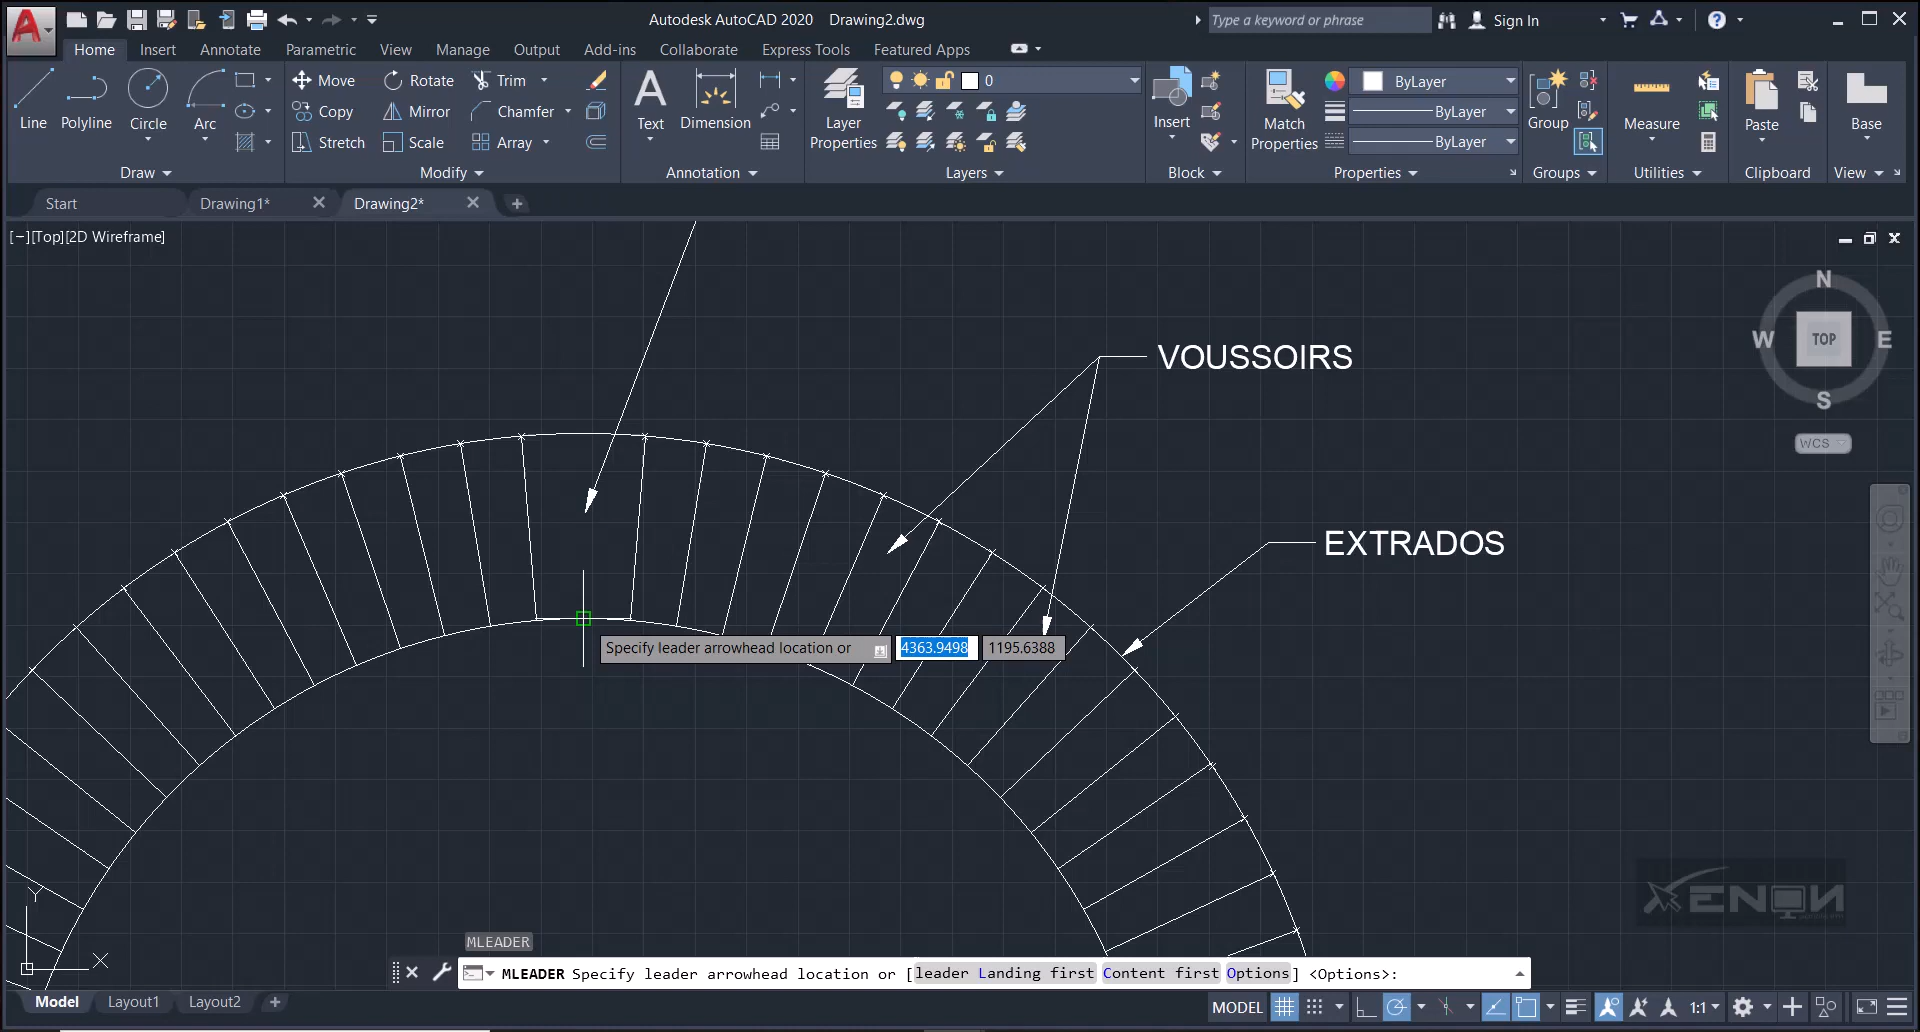 Autodesk AutoCAD 2020 Drawing2.dwg
Type a keyword or phrase
Sign In
Home Insert Annotate Parametric View Manage Output Add-ins Collaborate Express Tools Featured Apps
Line
Polyline
Circle
Arc
Move
Rotate
Trim
Copy
Mirror
Chamfer
Stretch
Scale
Array
Text
Dimension
Layer
Properties
0
Insert
Match
Properties
ByLayer
ByLayer
ByLayer
Group
Measure
Paste
Base
Draw
Modify
Annotation
Layers
Block
Properties
Groups
Utilities
Clipboard
View
Start Drawing1* Drawing2*
[−][Top][2D Wireframe]
N
W
TOP
E
S
WCS
VOUSSOIRS
EXTRADOS
Specify leader arrowhead location or 4363.9498 1195.6388
Y
X
XENON
MLEADER
MLEADER Specify leader arrowhead location or [leader Landing first Content first Options] <Options>:
Model Layout1 Layout2
MODEL
1:1